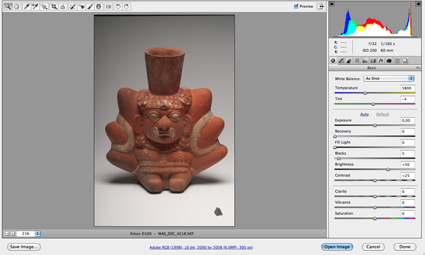 Preview
R: ---
G: ---
B: ---
f/32 1/160 s
ISO 200 60 mm
Basic
White Balance: As Shot
Temperature 5800
Tint -4
Auto Default
Exposure 0,00
Recovery 0
Fill Light 0
Blacks 5
Brightness +50
Contrast +25
Clarity 0
Vibrance 0
Saturation 0
Nikon D100 - MAS_DSC_4218.NEF
Save Image...
Adobe RGB (1998); 16 bit; 2000 by 3008 (6.0MP); 300 ppi
Open Image
Cancel
Done